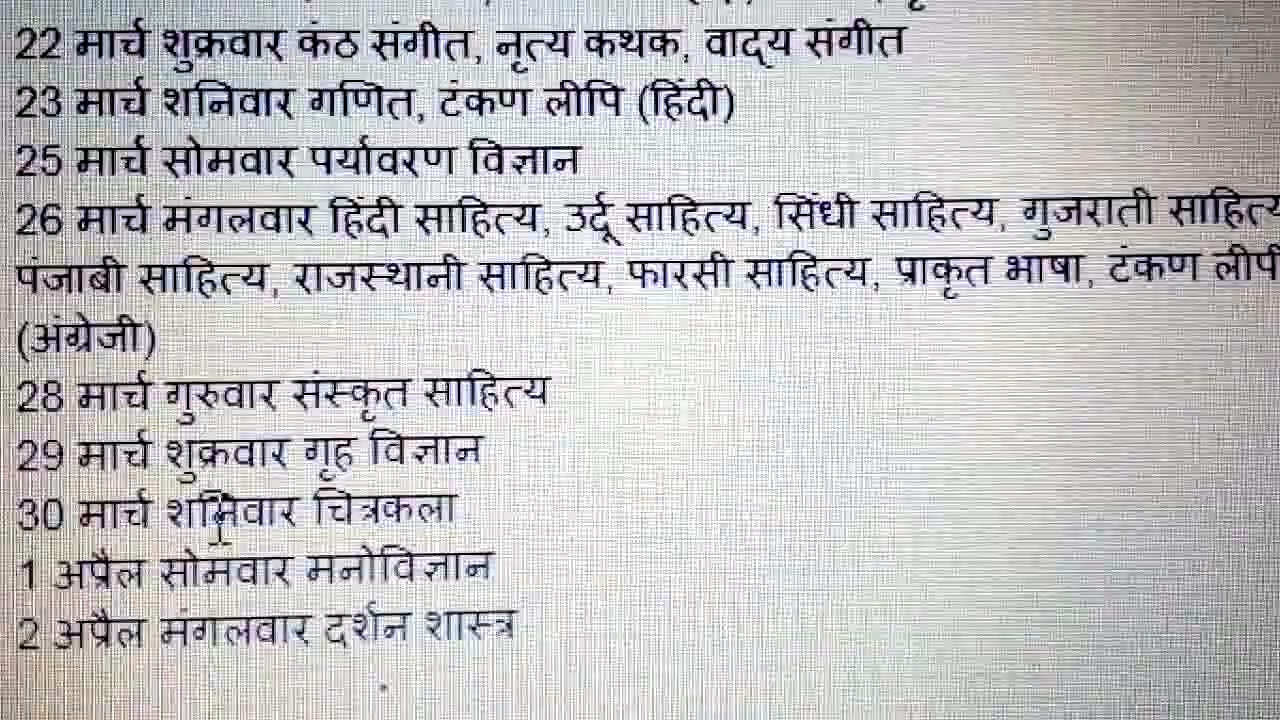 22 मार्च शुक्रवार कंठ संगीत, नृत्य कथक, वाद्य संगीत
23 मार्च शनिवार गणित, टंकण लीपि (हिंदी)
25 मार्च सोमवार पर्यावरण विज्ञान
26 मार्च मंगलवार हिंदी साहित्य, उर्दू साहित्य, सिंधी साहित्य, गुजराती साहित्य
पंजाबी साहित्य, राजस्थानी साहित्य, फारसी साहित्य, प्राकृत भाषा, टंकण लीपी
(अंग्रेजी)
28 मार्च गुरुवार संस्कृत साहित्य
29 मार्च शुक्रवार गृह विज्ञान
30 मार्च शनिवार चित्रकला
1 अप्रैल सोमवार मनोविज्ञान
2 अप्रैल मंगलवार दर्शन शास्त्र